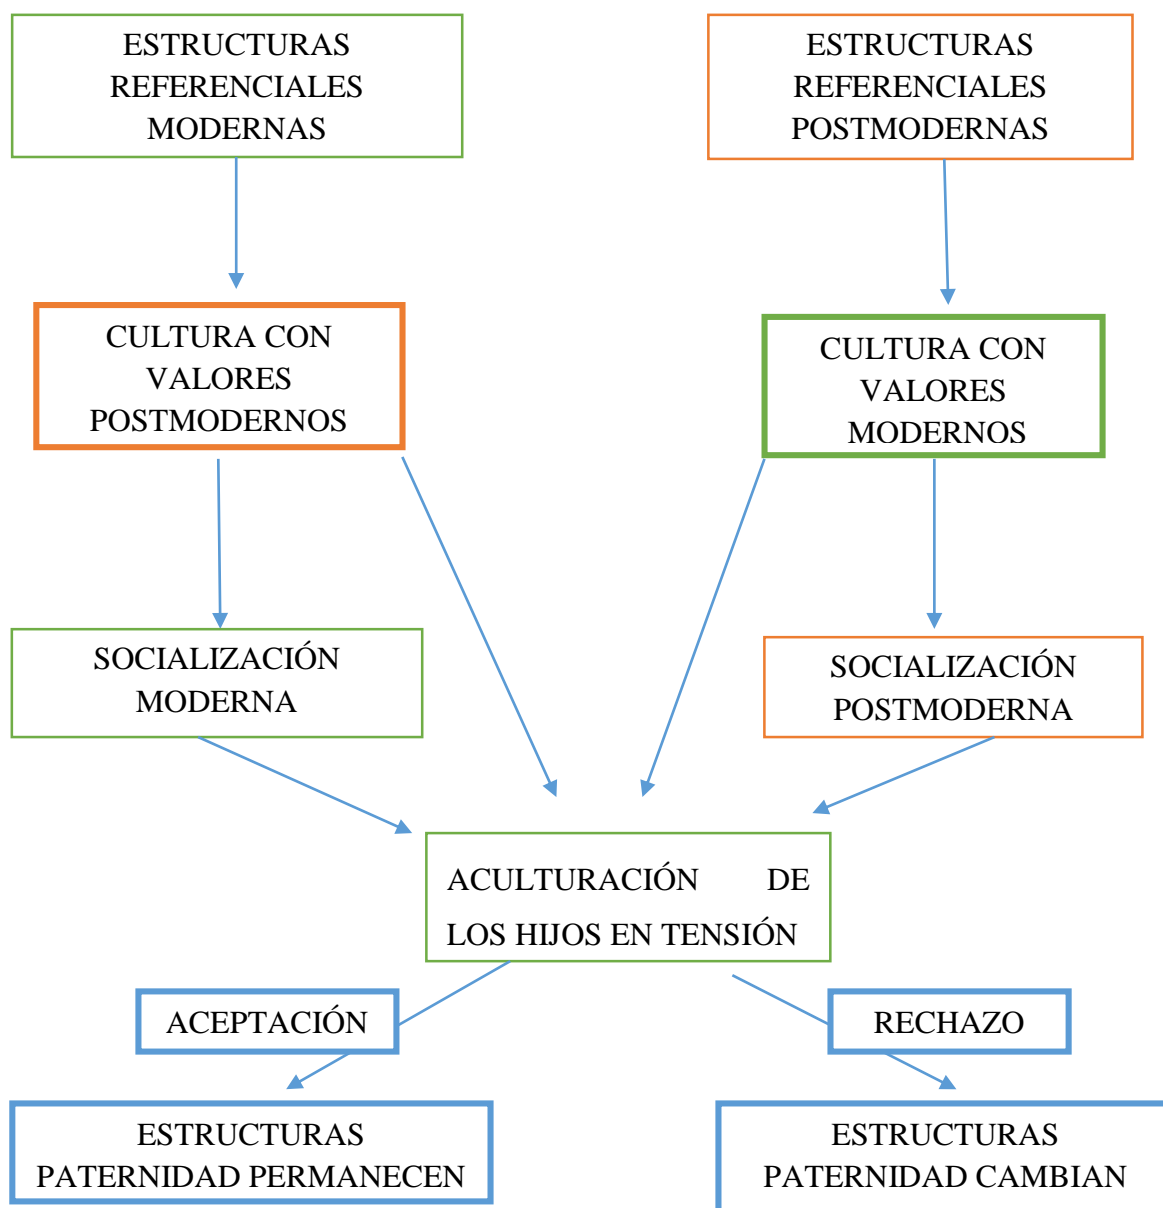 ESTRUCTURAS
REFERENCIALES
MODERNAS
ESTRUCTURAS
REFERENCIALES
POSTMODERNAS
CULTURA CON
VALORES
POSTMODERNOS
CULTURA CON
VALORES
MODERNOS
SOCIALIZACIÓN
MODERNA
SOCIALIZACIÓN
POSTMODERNA
ACULTURACIÓN DE
LOS HIJOS EN TENSIÓN
ACEPTACIÓN
RECHAZO
ESTRUCTURAS
PATERNIDAD PERMANECEN
ESTRUCTURAS
PATERNIDAD CAMBIAN